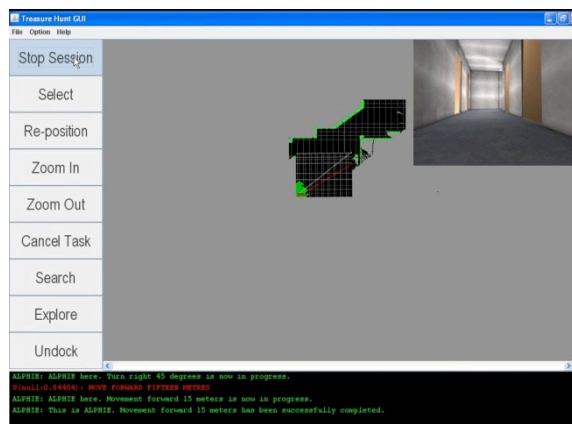 Treasure Hunt GUI
File Option Help
Stop Session
Select
Re-position
Zoom In
Zoom Out
Cancel Task
Search
Explore
Undock
ALPHIE: ALPHIE here. Turn right 45 degrees is now in progress.
V(null:0.84404): MOVE FORWARD FIFTEEN METRES
ALPHIE: ALPHIE here. Movement forward 15 meters is now in progress.
ALPHIE: This is ALPHIE. Movement forward 15 meters has been successfully completed.